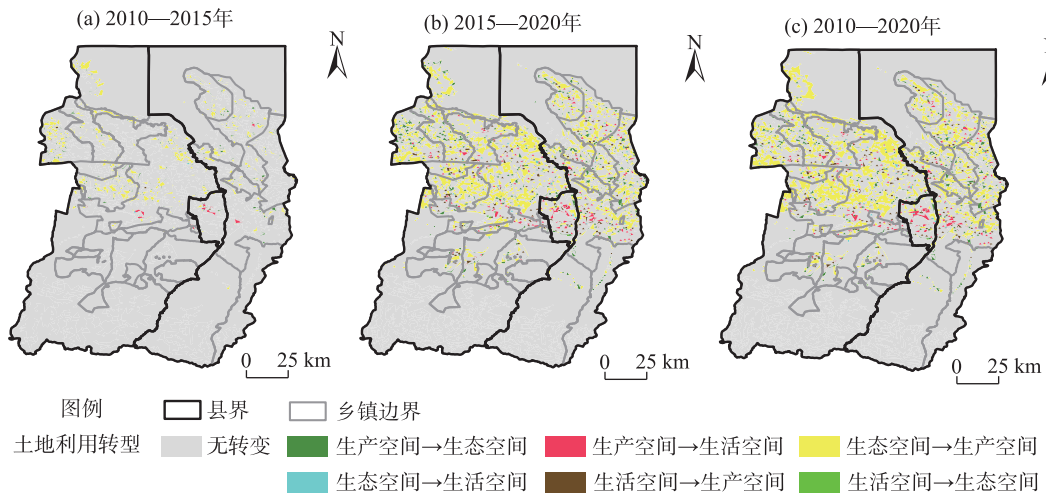 (a) 2010—2015年
(b) 2015—2020年
(c) 2010—2020年
N
N
0 25 km
0 25 km
0 25 km
图例
县界
乡镇边界
土地利用转型
无转变
生产空间→生态空间
生产空间→生活空间
生态空间→生产空间
生态空间→生活空间
生活空间→生产空间
生活空间→生态空间